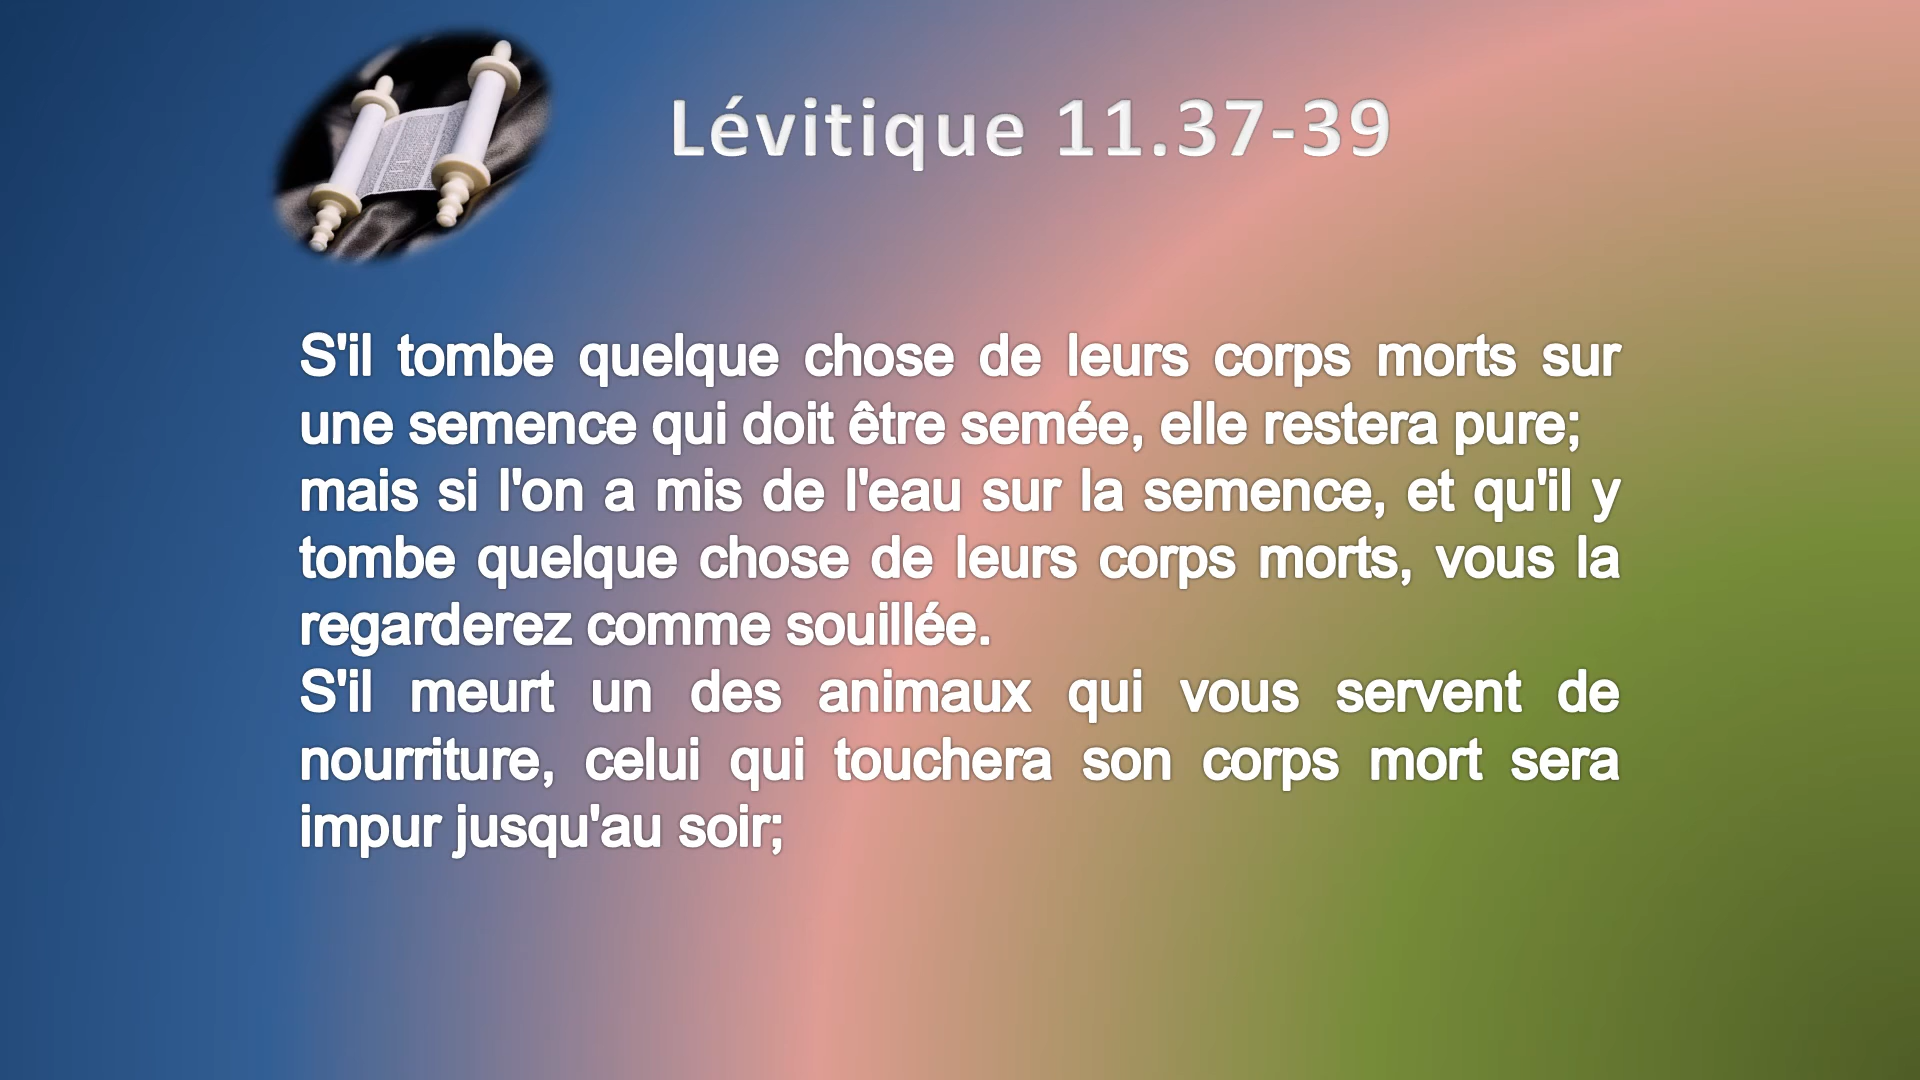 Lévitique 11.37-39
S'il tombe quelque chose de leurs corps morts sur
une semence qui doit être semée, elle restera pure;
mais si l'on a mis de l'eau sur la semence, et qu'il y
tombe quelque chose de leurs corps morts, vous la
regarderez comme souillée.
S'il meurt un des animaux qui vous servent de
nourriture, celui qui touchera son corps mort sera
impur jusqu'au soir;